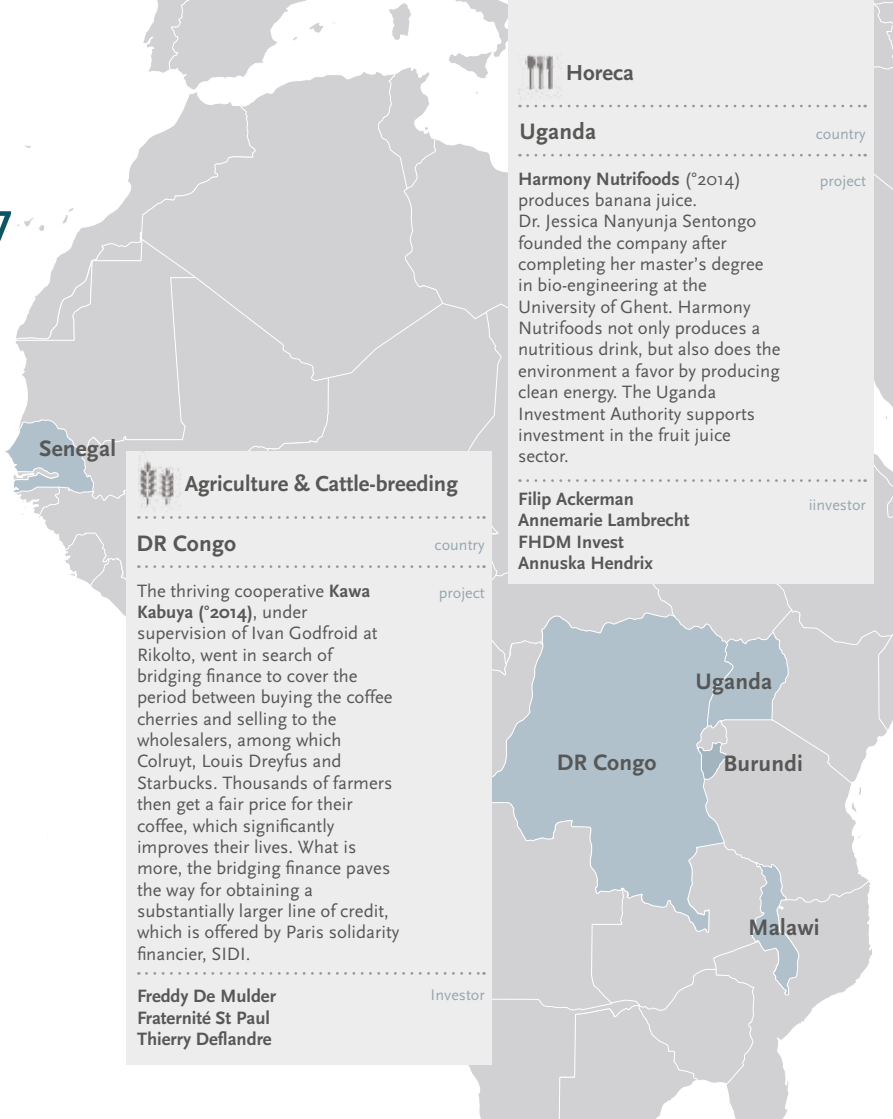 Horeca
Uganda country
Harmony Nutrifoods (°2014) project
produces banana juice.
Dr. Jessica Nanyunja Sentongo
founded the company after
completing her master's degree
in bio-engineering at the
University of Ghent. Harmony
Nutrifoods not only produces a
nutritious drink, but also does the
environment a favor by producing
clean energy. The Uganda
Investment Authority supports
investment in the fruit juice
sector.
Filip Ackerman iinvestor
Annemarie Lambrecht
FHDM Invest
Annuska Hendrix
7
Senegal
Agriculture & Cattle-breeding
DR Congo country
The thriving cooperative Kawa project
Kabuya (°2014), under
supervision of Ivan Godfroid at
Rikolto, went in search of
bridging finance to cover the
period between buying the coffee
cherries and selling to the
wholesalers, among which
Colruyt, Louis Dreyfus and
Starbucks. Thousands of farmers
then get a fair price for their
coffee, which significantly
improves their lives. What is
more, the bridging finance paves
the way for obtaining a
substantially larger line of credit,
which is offered by Paris solidarity
financier, SIDI.
Freddy De Mulder Investor
Fraternité St Paul
Thierry Deflandre
Uganda
DR Congo
Burundi
Malawi